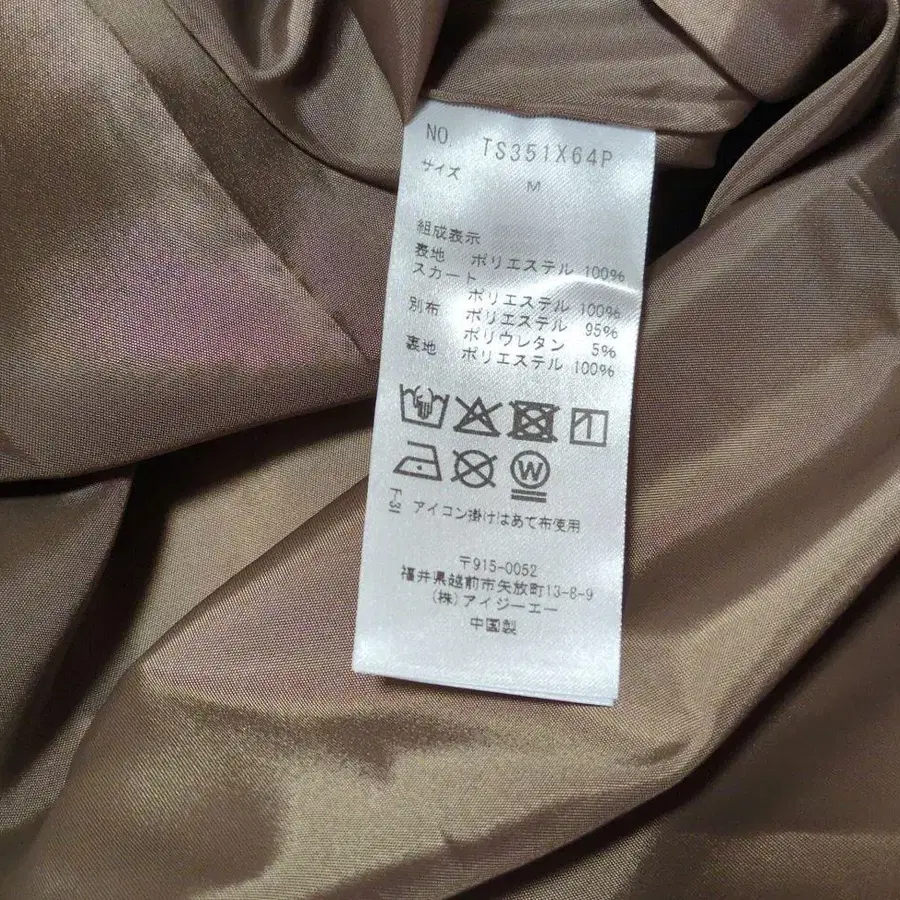 NO. TS351X64P
サイズ M
組成表示
表地 ポリエステル 100%
スカート
ポリエステル 100%
別布 ポリエステル 95%
ポリウレタン 5%
裏地 ポリエステル 100%
W
アイコン掛けはあて布使用
〒915-0052
福井県越前市矢放町13-8-9
(株)アイジーエー
中国製